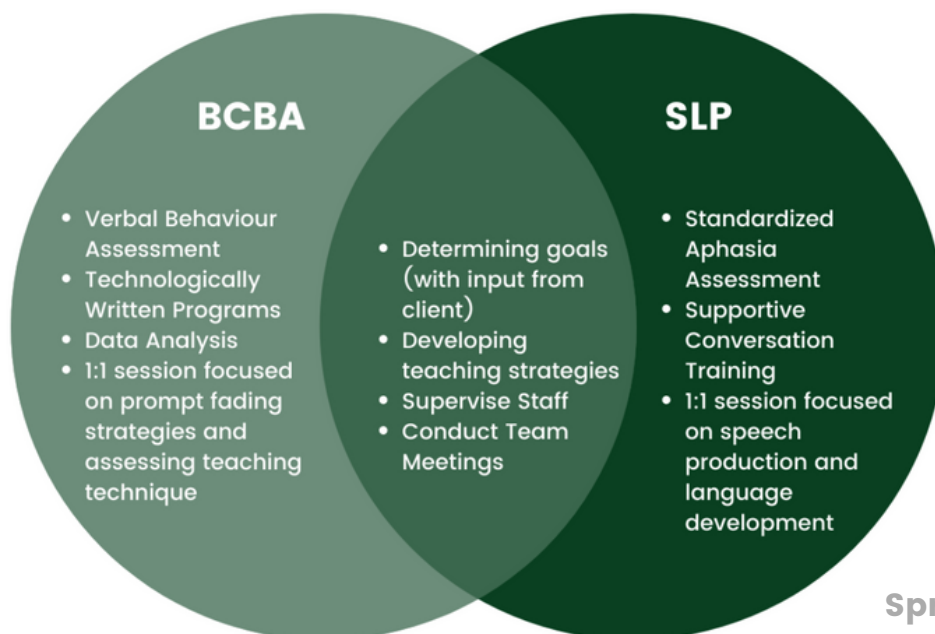 BCBA
• Verbal Behaviour
Assessment
• Technologically
Written Programs
• Data Analysis
• 1:1 session focused
on prompt fading
strategies and
assessing teaching
technique
• Determining goals
(with input from
client)
• Developing
teaching strategies
• Supervise Staff
• Conduct Team
Meetings
SLP
• Standardized
Aphasia
Assessment
• Supportive
Conversation
Training
• 1:1 session focused
on speech
production and
language
development